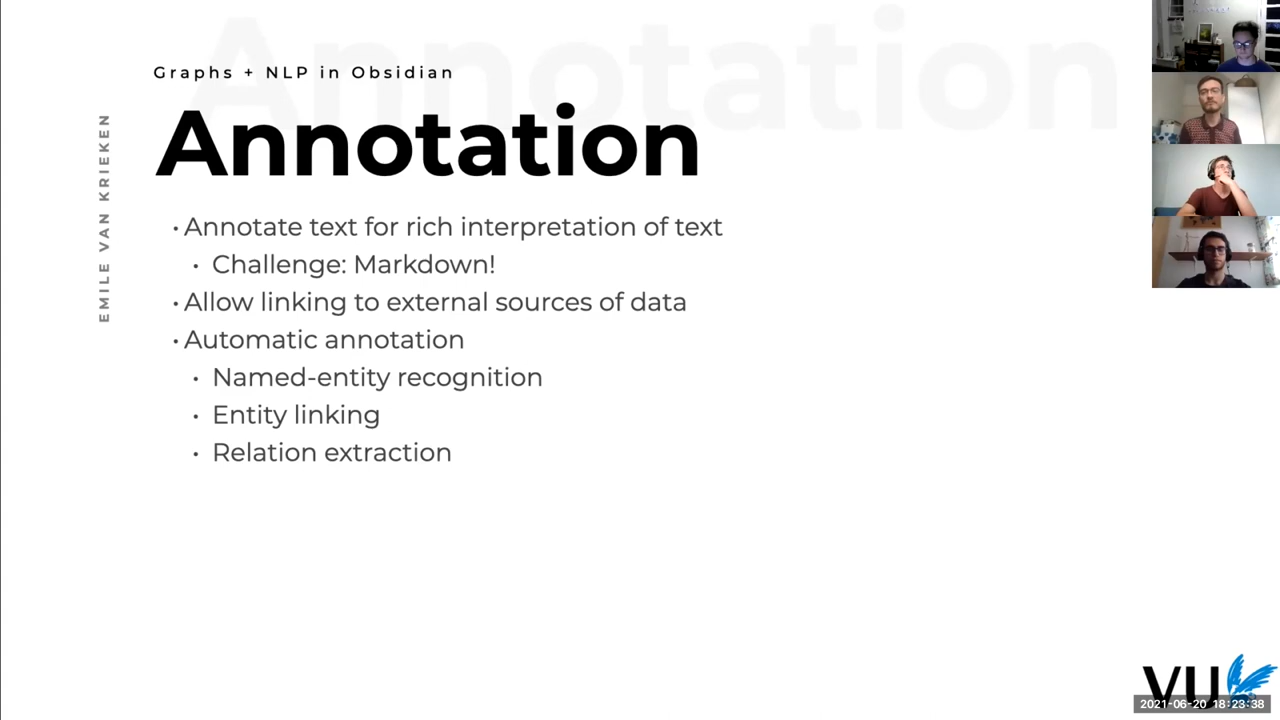 Graphs + NLP in Obsidian
Annotation
Annotation
EMILE VAN KRIEKEN
• Annotate text for rich interpretation of text
• Challenge: Markdown!
• Allow linking to external sources of data
• Automatic annotation
• Named-entity recognition
• Entity linking
• Relation extraction
VU
2021-06-20 18:23:38